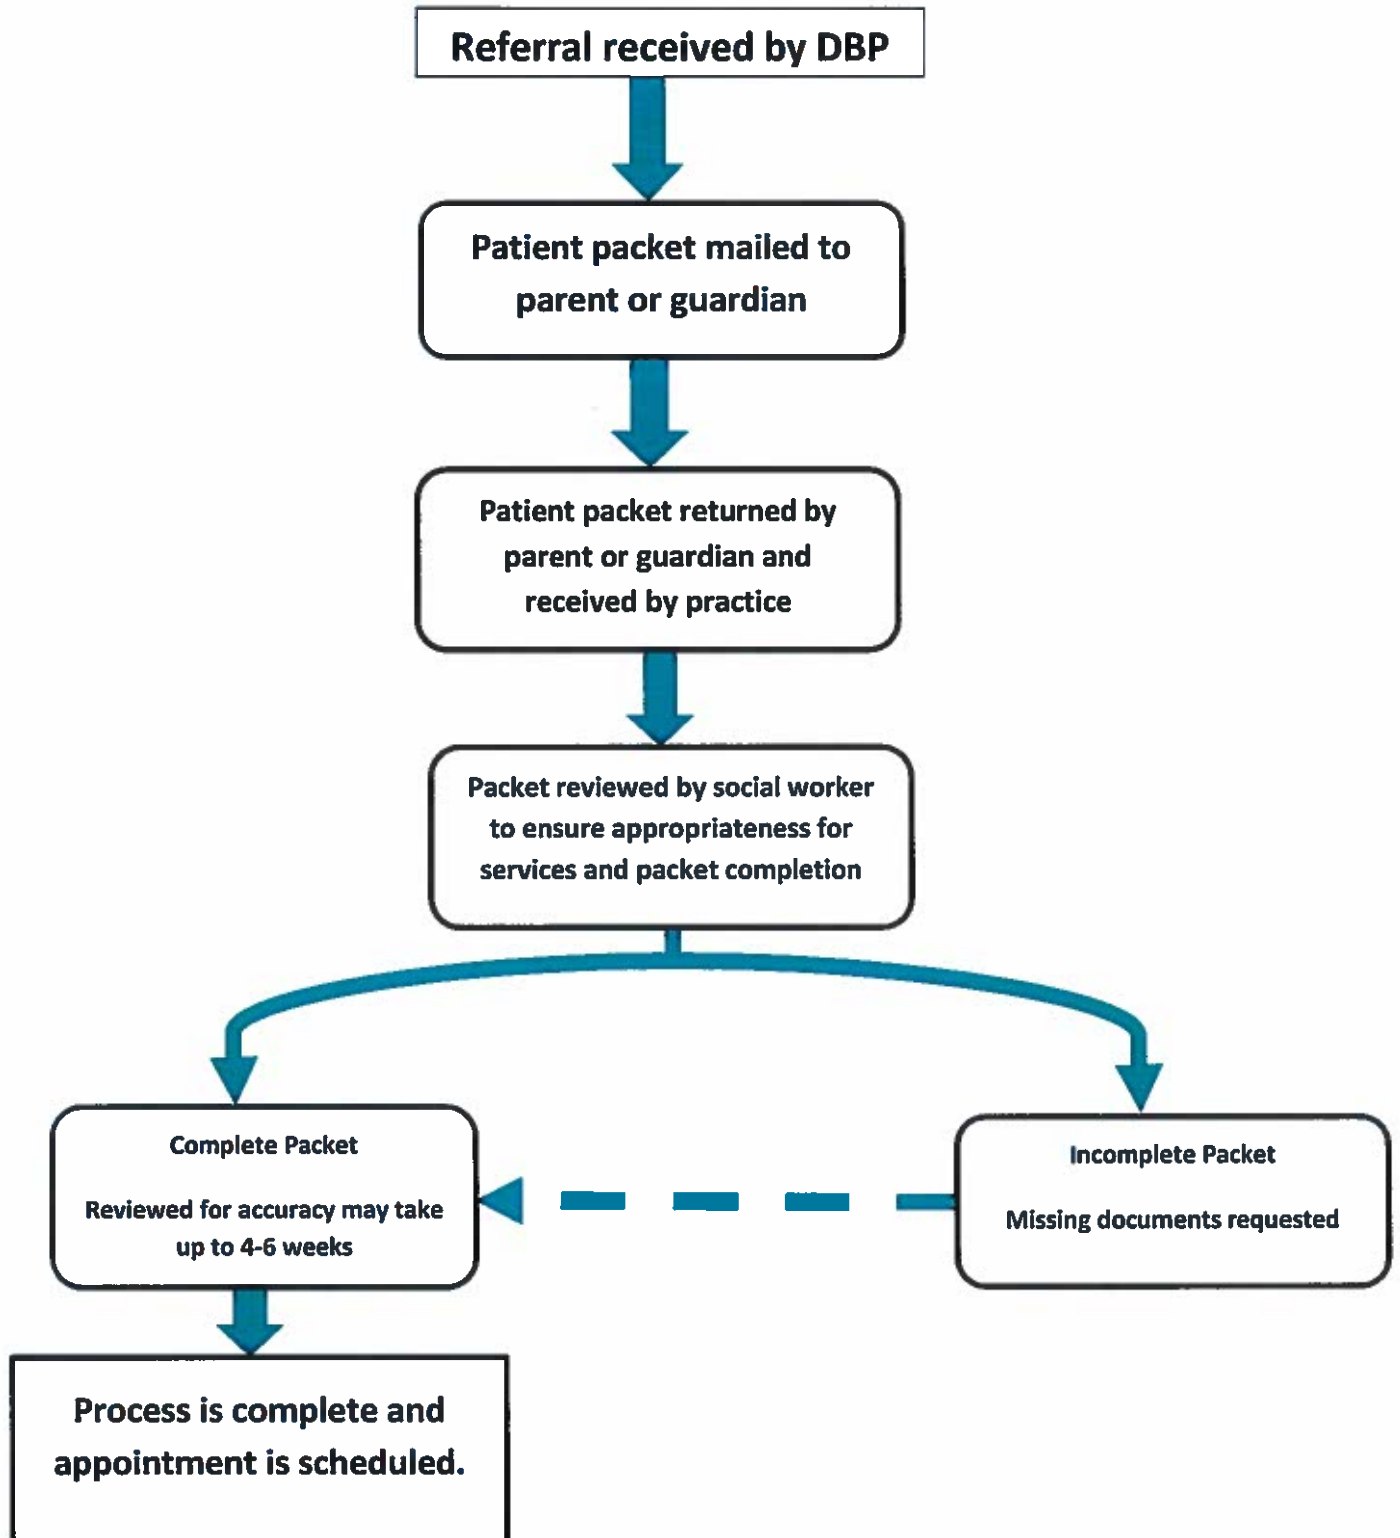 Referral received by DBP
Patient packet mailed to
parent or guardian
Patient packet returned by
parent or guardian and
received by practice
Packet reviewed by social worker
to ensure appropriateness for
services and packet completion
Complete Packet
Reviewed for accuracy may take
up to 4-6 weeks
Incomplete Packet
Missing documents requested
Process is complete and
appointment is scheduled.